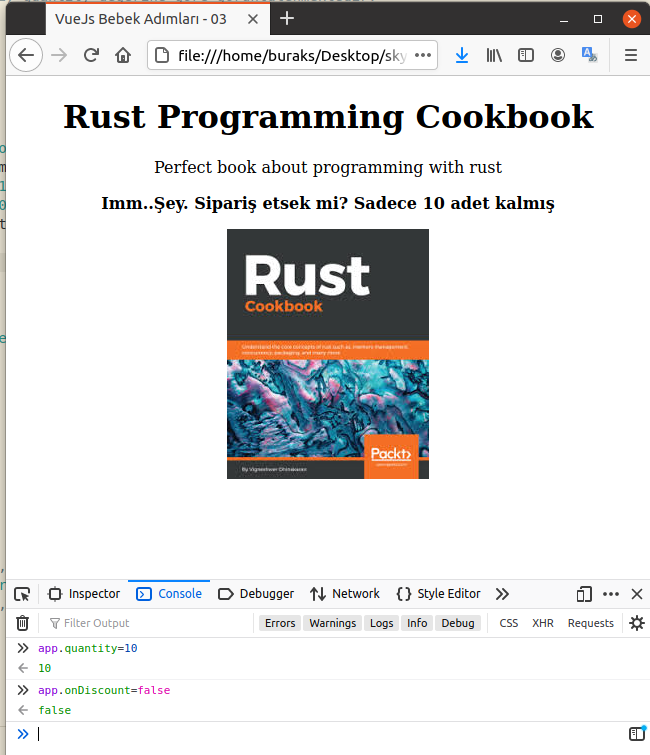 VueJs Bebek Adımları - 03
file:///home/buraks/Desktop/sky
Rust Programming Cookbook
Perfect book about programming with rust
Imm..Şey. Sipariş etsek mi? Sadece 10 adet kalmış
Rust
Cookbook
Understand the core concepts of rust such as memory management,
concurrency, packaging, and many more
Packt>
By Vigneshwer Dhinakaran
Inspector Console Debugger Network Style Editor
Filter Output Errors Warnings Logs Info Debug CSS XHR Requests
app.quantity=10
10
app.onDiscount=false
false